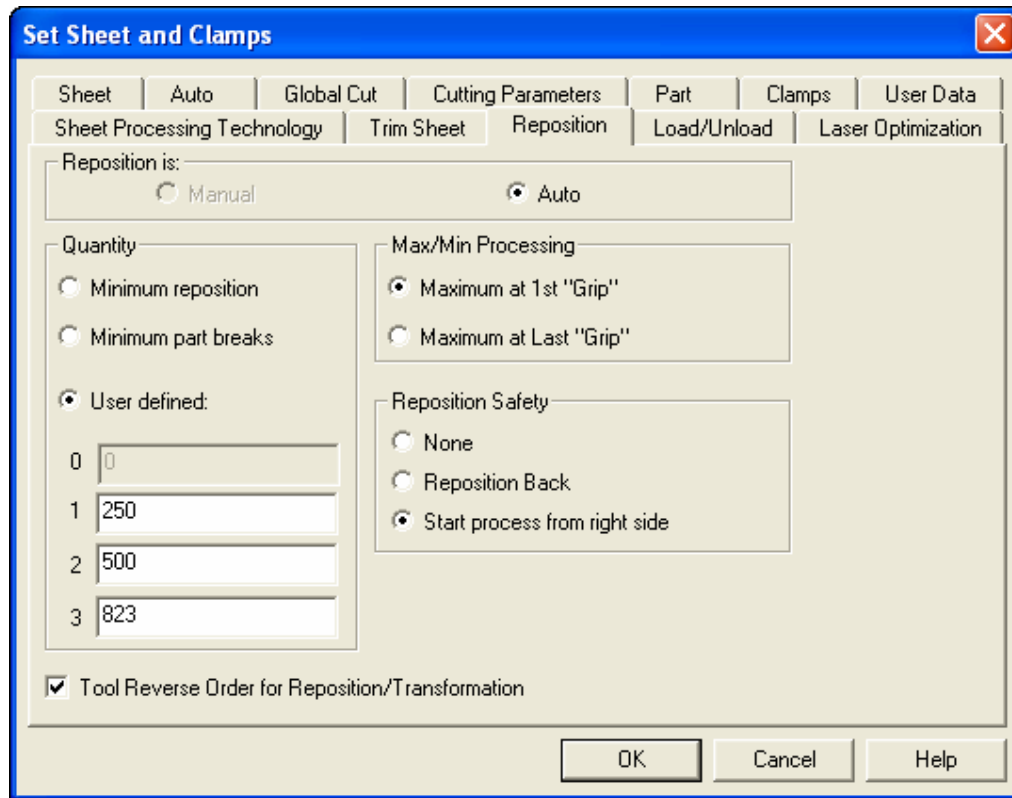 Set Sheet and Clamps
Sheet Auto Global Cut Cutting Parameters Part Clamps User Data
Sheet Processing Technology Trim Sheet Reposition Load/Unload Laser Optimization
Reposition is:
Manual Auto
Quantity
Minimum reposition
Minimum part breaks
User defined:
0 0
1 250
2 500
3 823
Max/Min Processing
Maximum at 1st "Grip"
Maximum at Last "Grip"
Reposition Safety
None
Reposition Back
Start process from right side
Tool Reverse Order for Reposition/Transformation
OK Cancel Help